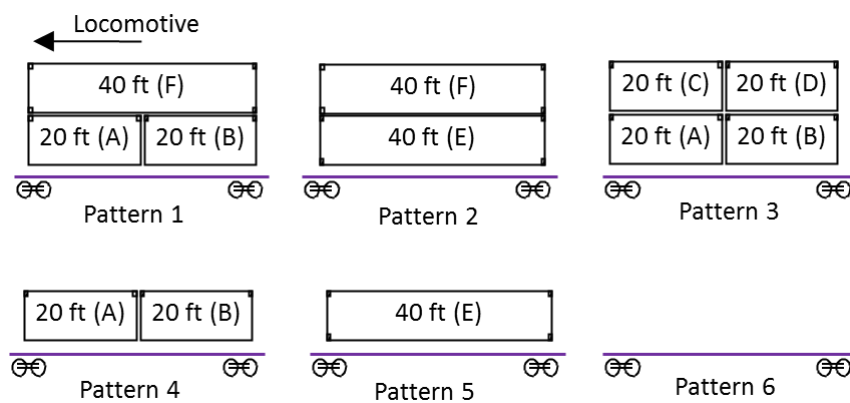 Locomotive
40 ft (F)
20 ft (A) 20 ft (B)
Pattern 1
40 ft (F)
40 ft (E)
Pattern 2
20 ft (C) 20 ft (D)
20 ft (A) 20 ft (B)
Pattern 3
20 ft (A) 20 ft (B)
Pattern 4
40 ft (E)
Pattern 5
Pattern 6